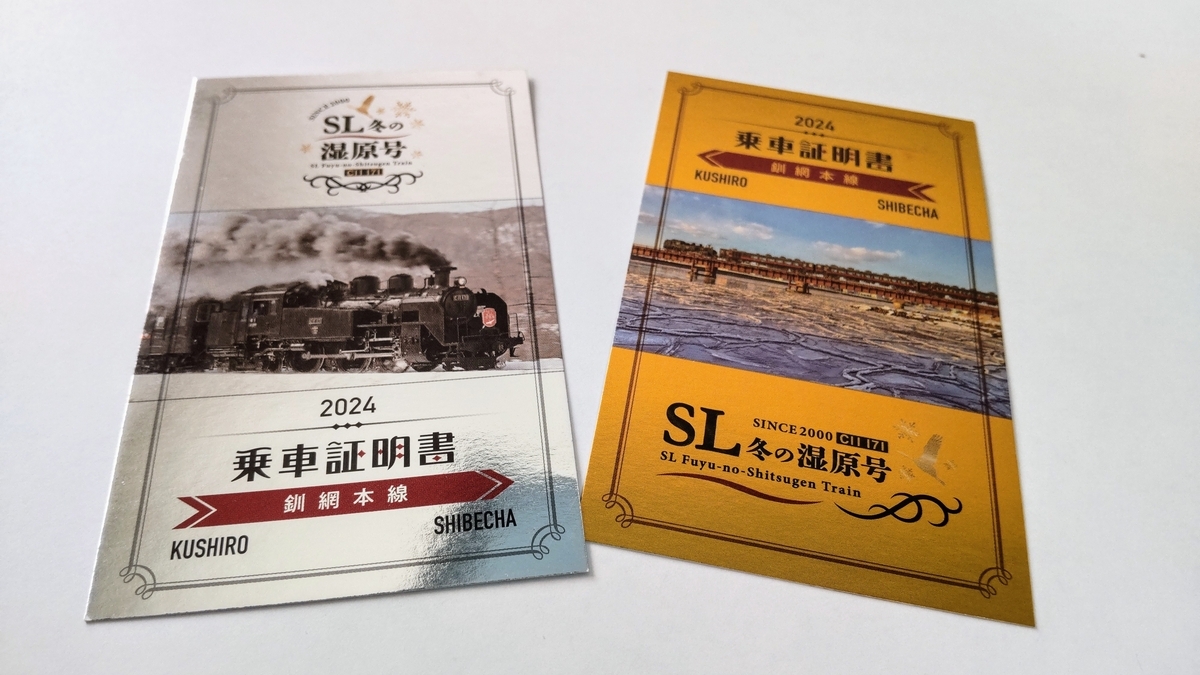 SINCE 2000
SL冬の
湿原号
SL Fuyu-no-Shitsugen Train
C11 171
2024
乗車証明書
釧網本線
KUSHIRO
SHIBECHA
2024
乗車証明書
釧網本線
KUSHIRO
SHIBECHA
SINCE 2000 C11 171
SL冬の湿原号
SL Fuyu-no-Shitsugen Train